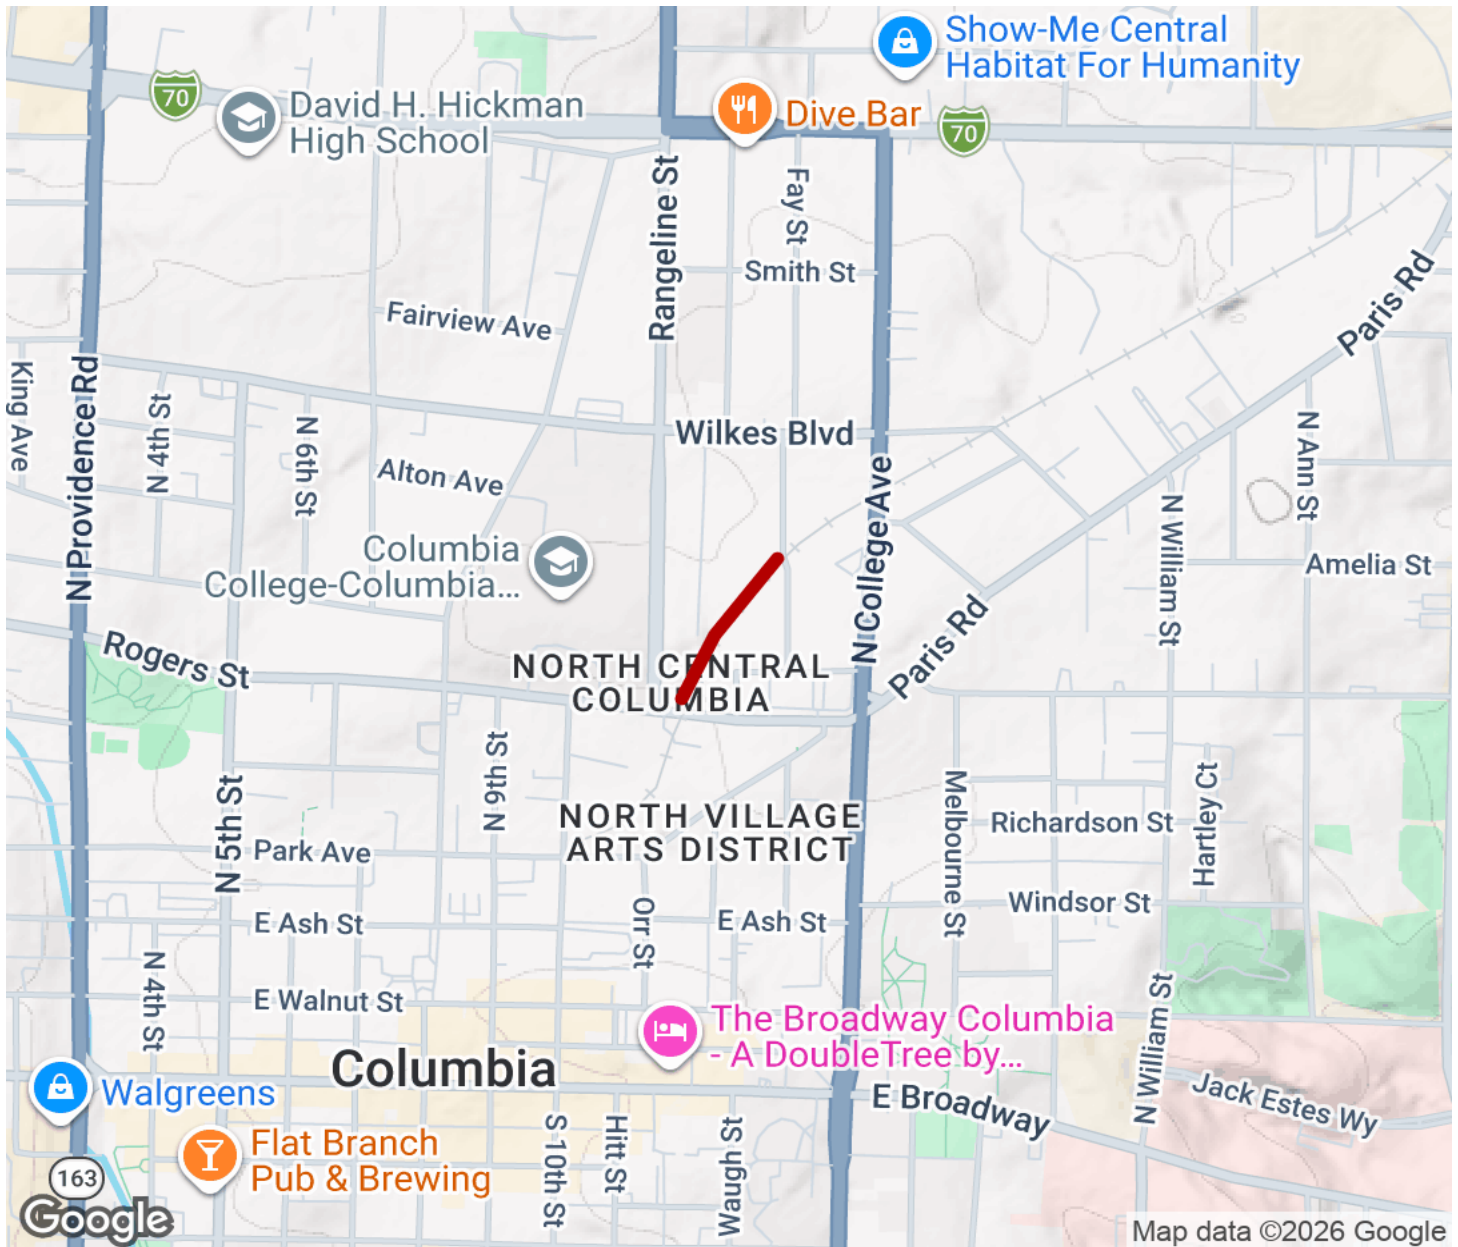 Show-Me Central
Habitat For Humanity
70
David H. Hickman
High School
Dive Bar
70
Rangeline St
Fay St
Smith St
Paris Rd
Fairview Ave
King Ave
N Providence Rd
N 4th St
N 6th St
Wilkes Blvd
Alton Ave
N College Ave
N Ann St
N William St
Columbia
College-Columbia...
Amelia St
Paris Rd
Rogers St
NORTH CENTRAL
COLUMBIA
N 9th St
N 5th St
Melbourne St
Hartley Ct
NORTH VILLAGE
ARTS DISTRICT
Richardson St
Park Ave
Windsor St
E Ash St
Orr St
E Ash St
N 4th St
E Walnut St
N William St
The Broadway Columbia
- A DoubleTree by...
Columbia
Walgreens
E Broadway
Jack Estes Wy
Flat Branch
Pub & Brewing
S 10th St
Hitt St
Waugh St
163
Google
Map data ©2026 Google